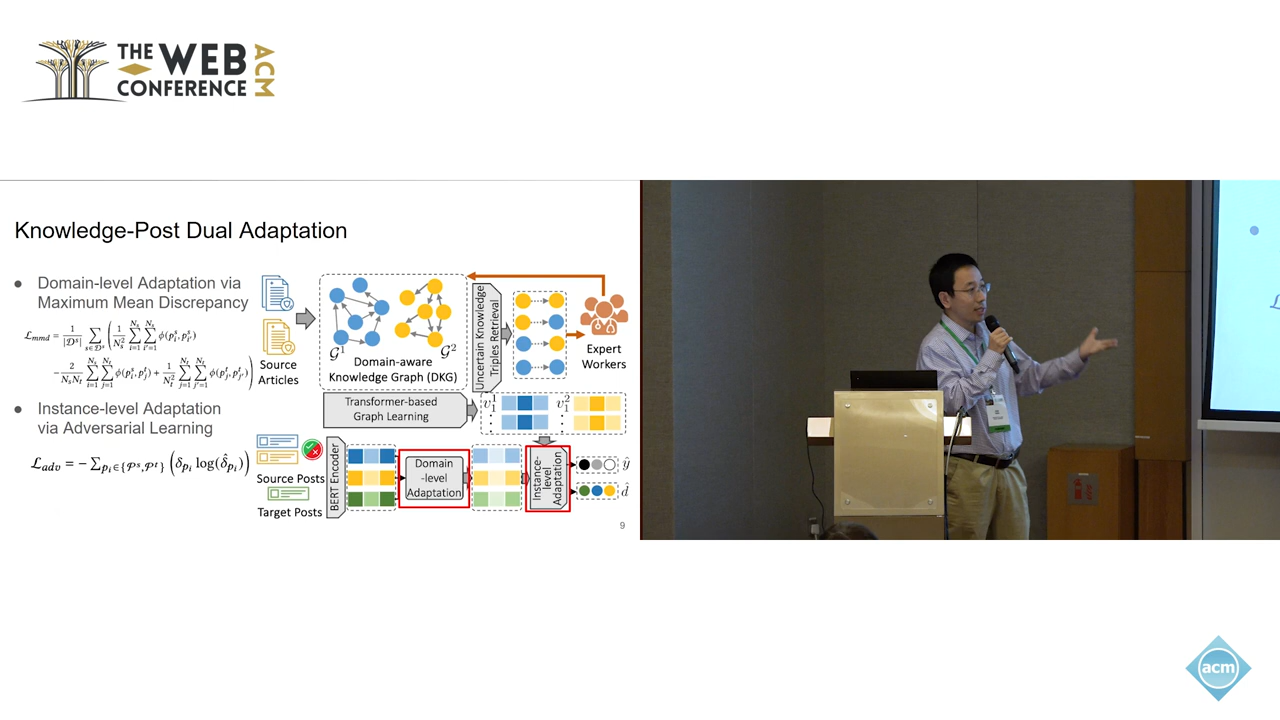 THE WEB
CONFERENCE
ACM
Knowledge-Post Dual Adaptation
● Domain-level Adaptation via
Maximum Mean Discrepancy
ℒ_mmd = 1/|𝒟^s| ∑_{s∈𝒟^s} ( 1/N_s^2 ∑_{i=1}^{N_s} ∑_{i'=1}^{N_s} ϕ(p_i^s, p_{i'}^s)
− 2/(N_s N_t) ∑_{i=1}^{N_s} ∑_{j=1}^{N_t} ϕ(p_i^s, p_j^t) + 1/N_t^2 ∑_{j=1}^{N_t} ∑_{j'=1}^{N_t} ϕ(p_j^t, p_{j'}^t) )
● Instance-level Adaptation
via Adversarial Learning
ℒ_adv = − ∑_{p_i∈{𝒫^s,𝒫^t}} (δ_{p_i} log(δ̂_{p_i}))
Source
Articles
𝒢^1
𝒢^2
Domain-aware
Knowledge Graph (DKG)
Uncertain Knowledge
Triples Retrieval
Expert
Workers
Transformer-based
Graph Learning
v_1^1
v_1^2
Source Posts
Target Posts
BERT Encoder
Domain
-level
Adaptation
Instance-
level
Adaptation
ŷ
d̂
9
acm